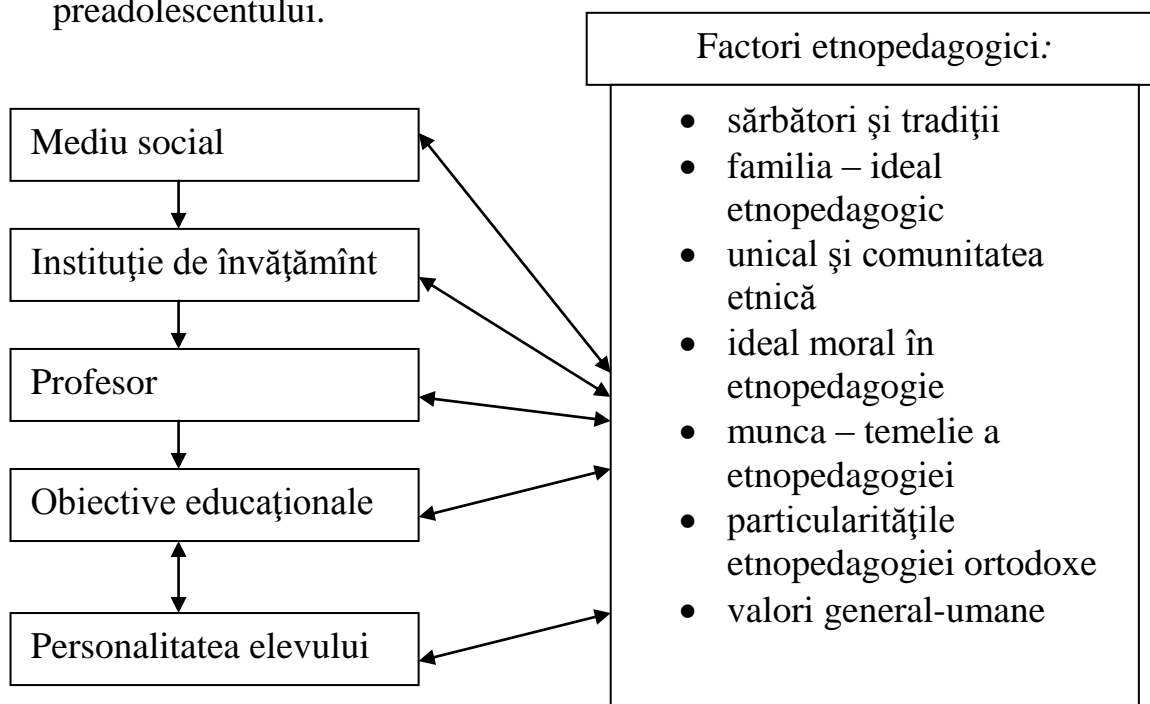 preadolescentului.
Factori etnopedagogici:
Mediu social
Instituţie de învăţămînt
Profesor
Obiective educaţionale
Personalitatea elevului
• sărbători şi tradiţii
• familia – ideal
etnopedagogic
• unical şi comunitatea
etnică
• ideal moral în
etnopedagogie
• munca – temelie a
etnopedagogiei
• particularităţile
etnopedagogiei ortodoxe
• valori general-umane